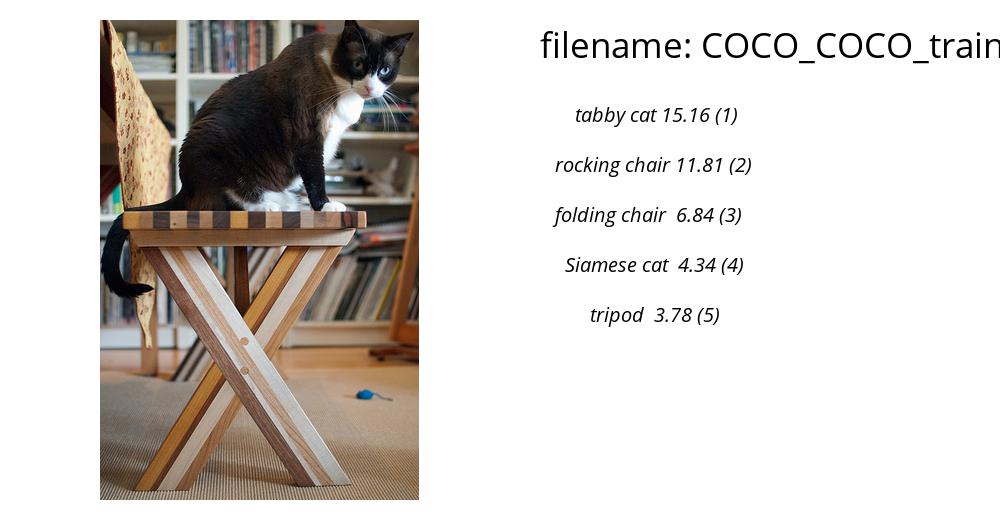 filename: COCO_COCO_train
tabby cat 15.16 (1)
rocking chair 11.81 (2)
folding chair 6.84 (3)
Siamese cat 4.34 (4)
tripod 3.78 (5)